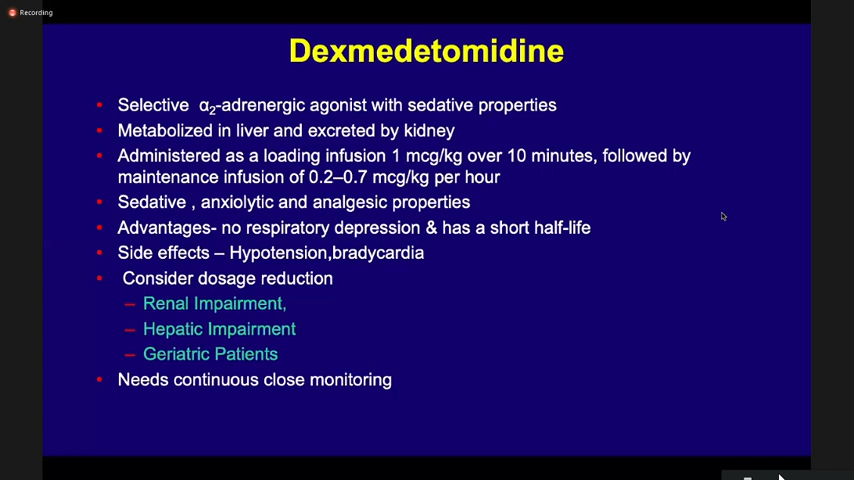 Recording
Dexmedetomidine
• Selective α2-adrenergic agonist with sedative properties
• Metabolized in liver and excreted by kidney
• Administered as a loading infusion 1 mcg/kg over 10 minutes, followed by
maintenance infusion of 0.2–0.7 mcg/kg per hour
• Sedative , anxiolytic and analgesic properties
• Advantages- no respiratory depression & has a short half-life
• Side effects – Hypotension,bradycardia
• Consider dosage reduction
– Renal Impairment,
– Hepatic Impairment
– Geriatric Patients
• Needs continuous close monitoring